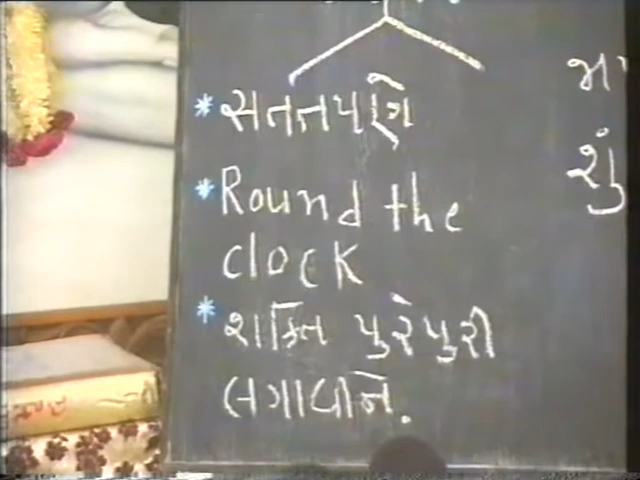 * સતતપણે
* Round the
clock
* શક્તિ પુરેપુરી
લગાવીને.
શું